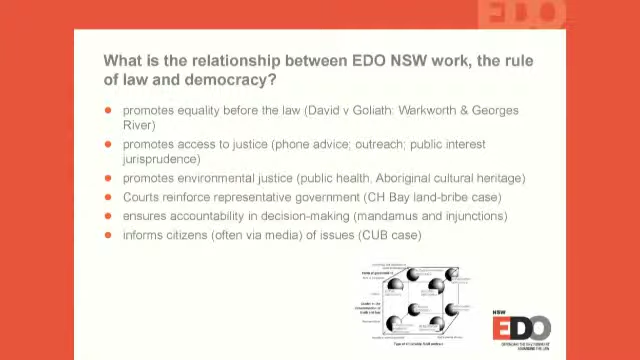 EDO
What is the relationship between EDO NSW work, the rule
of law and democracy?
promotes equality before the law (David v Goliath: Warkworth & Georges
River)
promotes access to justice (phone advice; outreach; public interest
jurisprudence)
promotes environmental justice (public health, Aboriginal cultural heritage)
Courts reinforce representative government (CH Bay land-bribe case)
ensures accountability in decision-making (mandamus and injunctions)
informs citizens (often via media) of issues (CUB case)
NSW
EDO